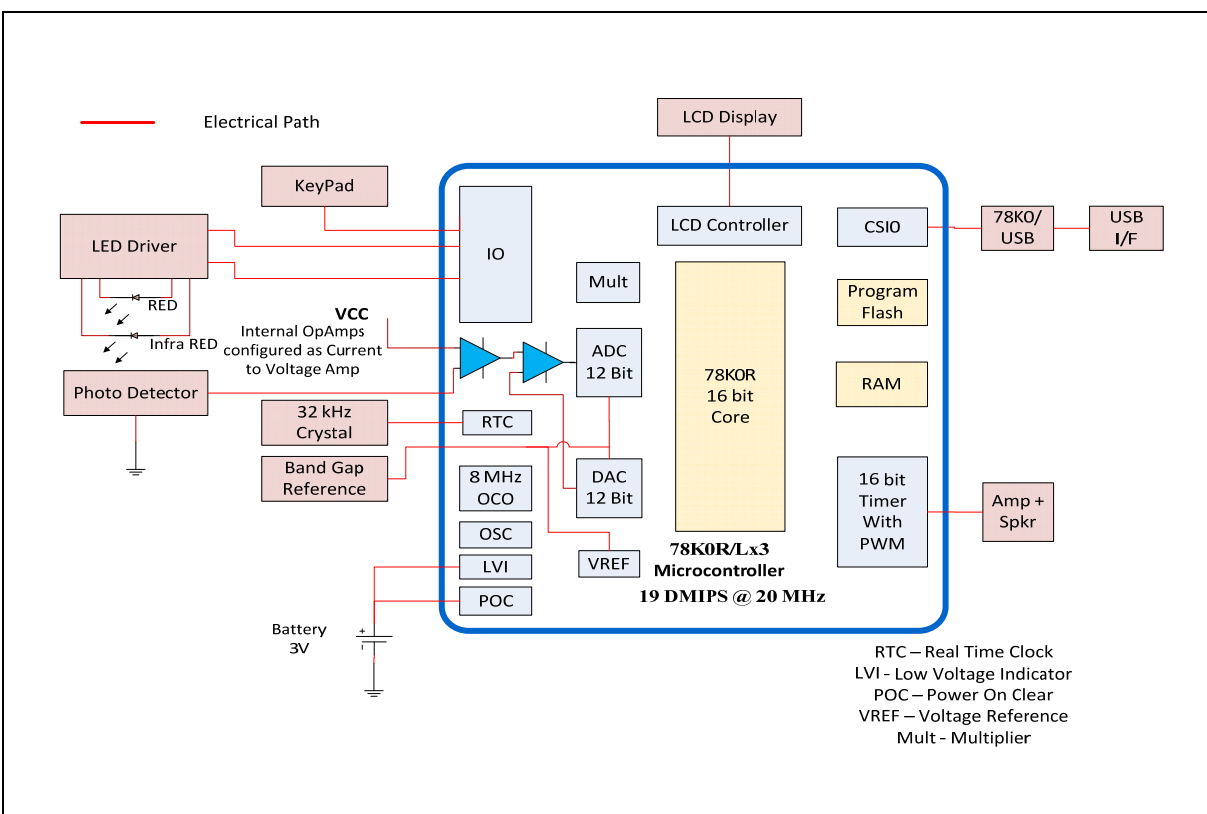 Electrical Path
LCD Display
KeyPad
LED Driver
RED
Infra RED
Photo Detector
VCC
Internal OpAmps
configured as Current
to Voltage Amp
32 kHz
Crystal
Band Gap
Reference
Battery
3V
+
-
IO
LCD Controller
Mult
ADC
12 Bit
RTC
8 MHz
OCO
DAC
12 Bit
OSC
LVI
VREF
POC
78K0R
16 bit
Core
78K0R/Lx3
Microcontroller
19 DMIPS @ 20 MHz
CSI0
Program
Flash
RAM
16 bit
Timer
With
PWM
78K0/
USB
USB
I/F
Amp +
Spkr
RTC – Real Time Clock
LVI - Low Voltage Indicator
POC – Power On Clear
VREF – Voltage Reference
Mult - Multiplier